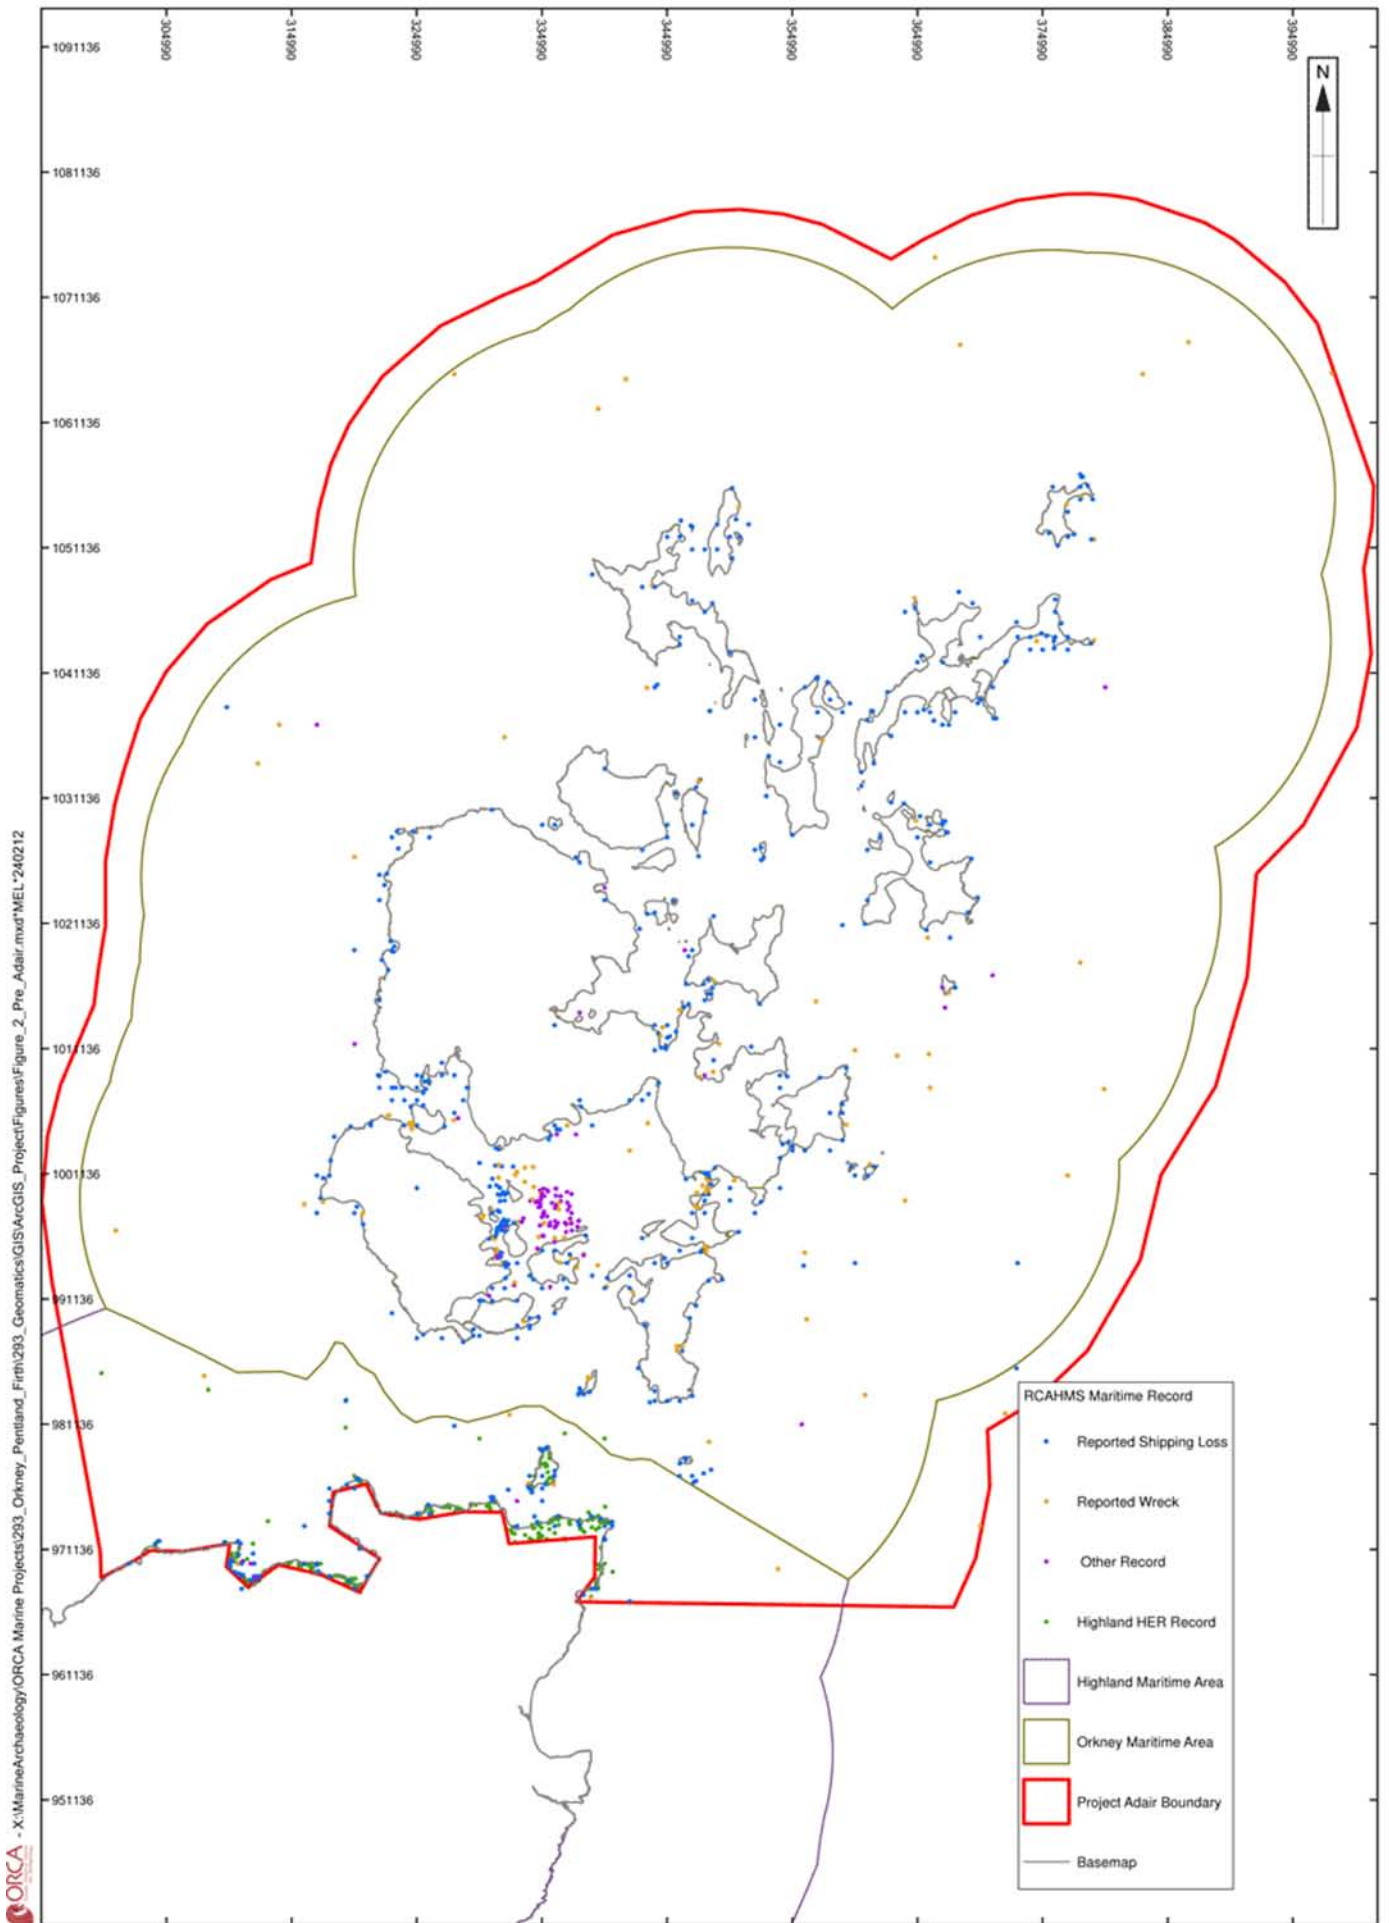 304990
314990
324990
334990
344990
354990
364990
374990
384990
394990
1091136
1081136
1071136
1061136
1051136
1041136
1031136
1021136
1011136
1001136
991136
981136
971136
961136
951136
N
RCAHMS Maritime Record
Reported Shipping Loss
Reported Wreck
Other Record
Highland HER Record
Highland Maritime Area
Orkney Maritime Area
Project Adair Boundary
Basemap
ORCA - X:\MarineArchaeology\ORCA Marine Projects\293_Orkney_Pentland_Firth\293_Geomatics\GIS\ArcGIS_Project\Figures\Figure_2_Pre_Adair.mxd*MEL*240212